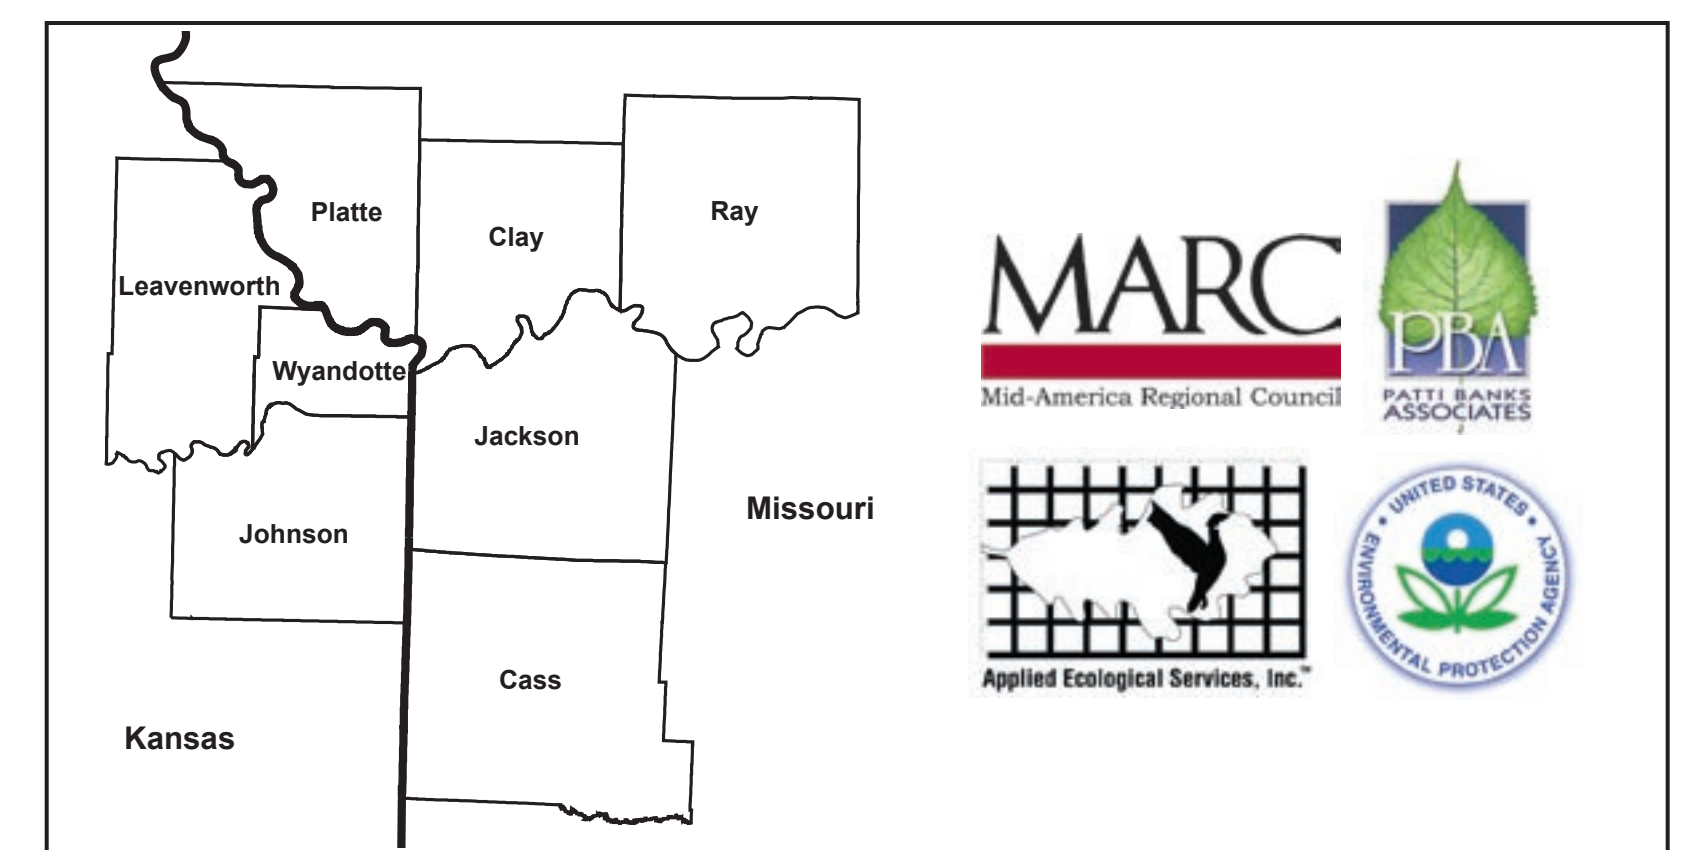 Platte
Clay
Ray
Leavenworth
Wyandotte
Jackson
Johnson
Missouri
Cass
Kansas
MARC
Mid-America Regional Council
PBA
PATTI BANKS
ASSOCIATES
Applied Ecological Services, Inc.™
UNITED STATES
ENVIRONMENTAL PROTECTION AGENCY